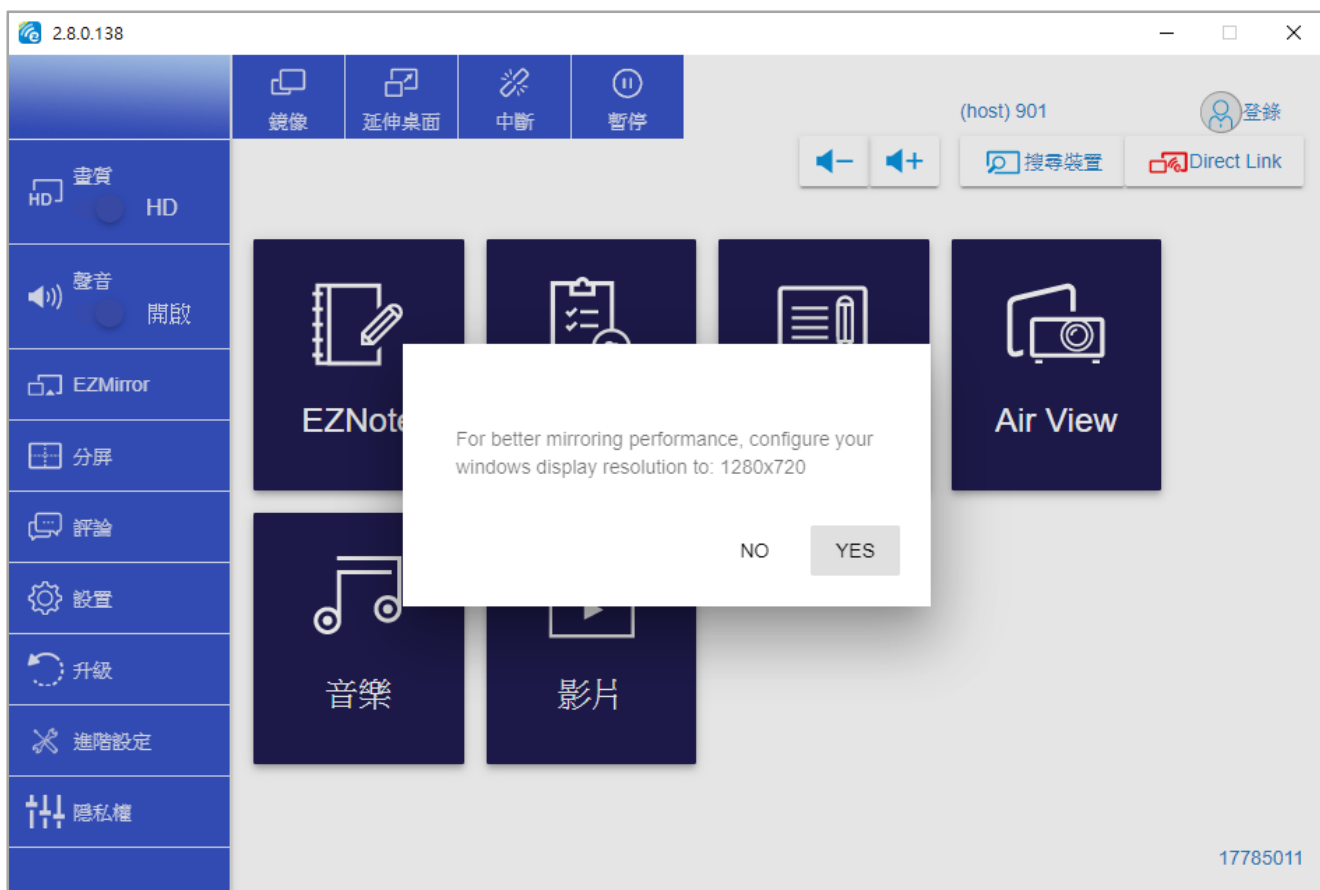 2.8.0.138
鏡像
延伸桌面
中斷
暫停
(host) 901
登錄
搜尋裝置
Direct Link
畫質
HD
HD
聲音
開啟
EZMirror
分屏
評論
設置
升級
進階設定
隱私權
EZNote
Air View
For better mirroring performance, configure your
windows display resolution to: 1280x720
NO
YES
音樂
影片
17785011